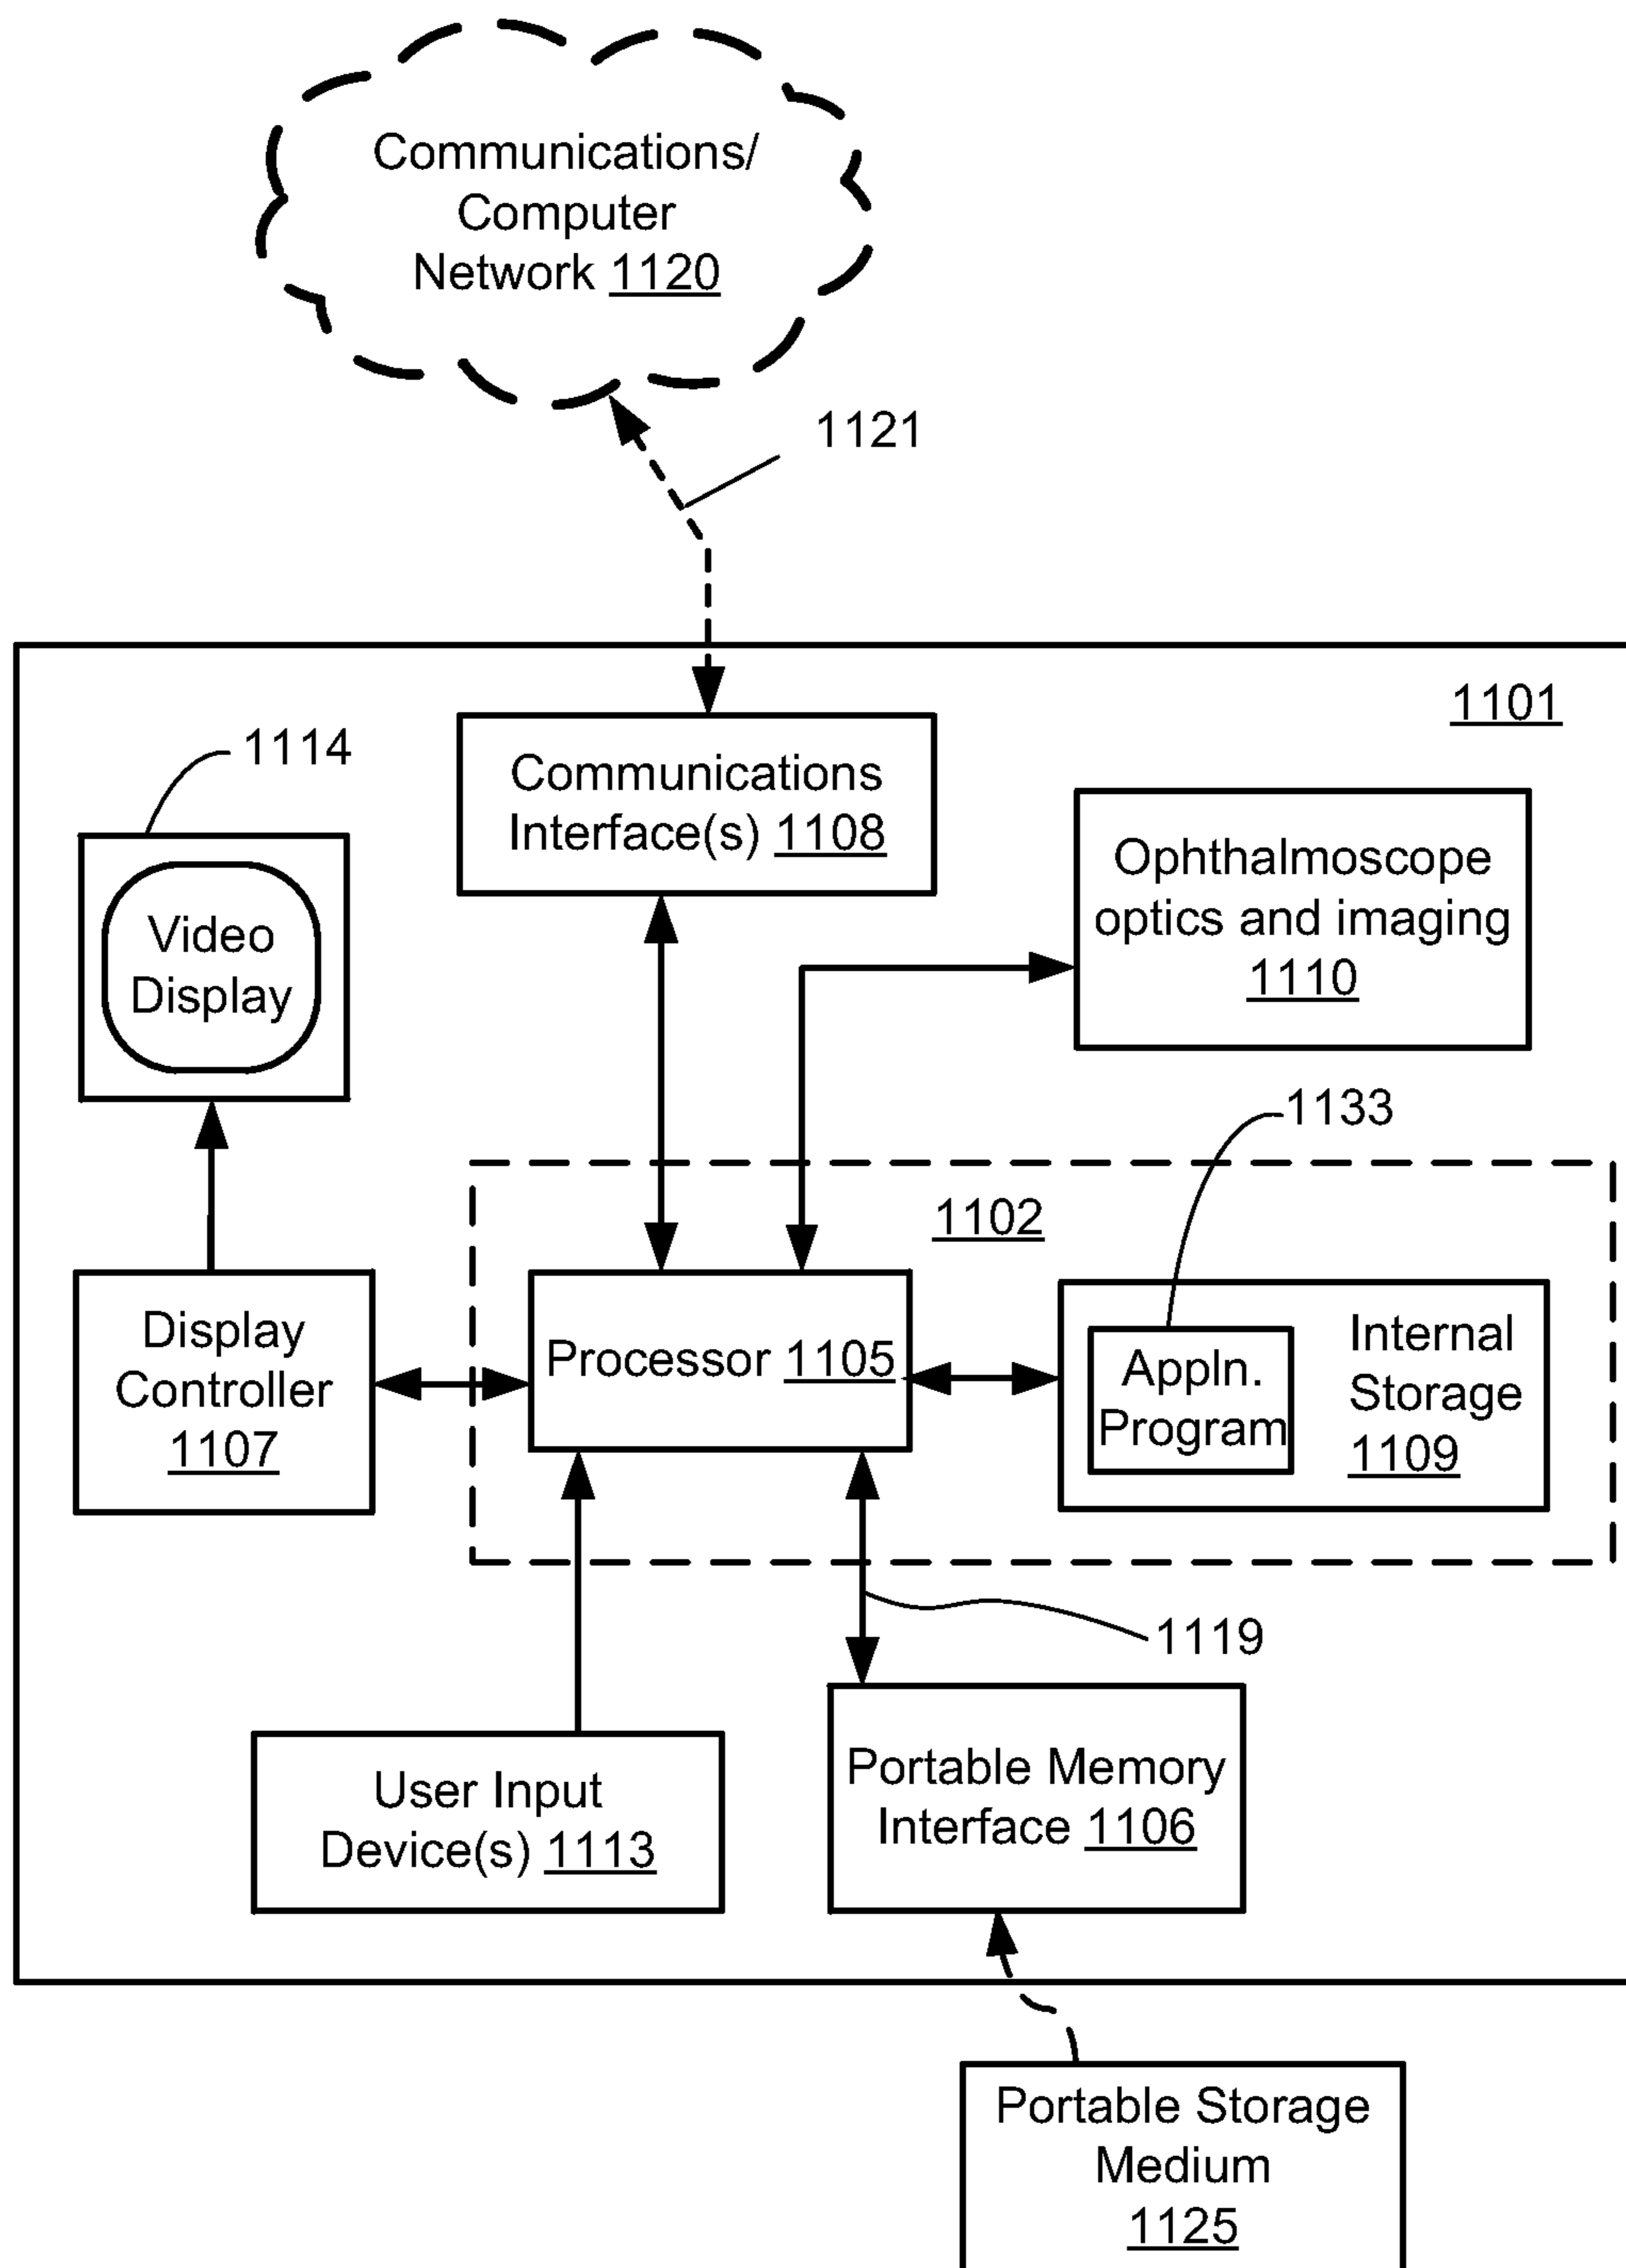 Communications/
Computer
Network 1120
1121
1101
1114
Communications
Interface(s) 1108
Ophthalmoscope
optics and imaging
1110
Video
Display
1133
1102
Display
Controller
1107
Processor 1105
Appln.
Program
Internal
Storage
1109
1119
User Input
Device(s) 1113
Portable Memory
Interface 1106
Portable Storage
Medium
1125